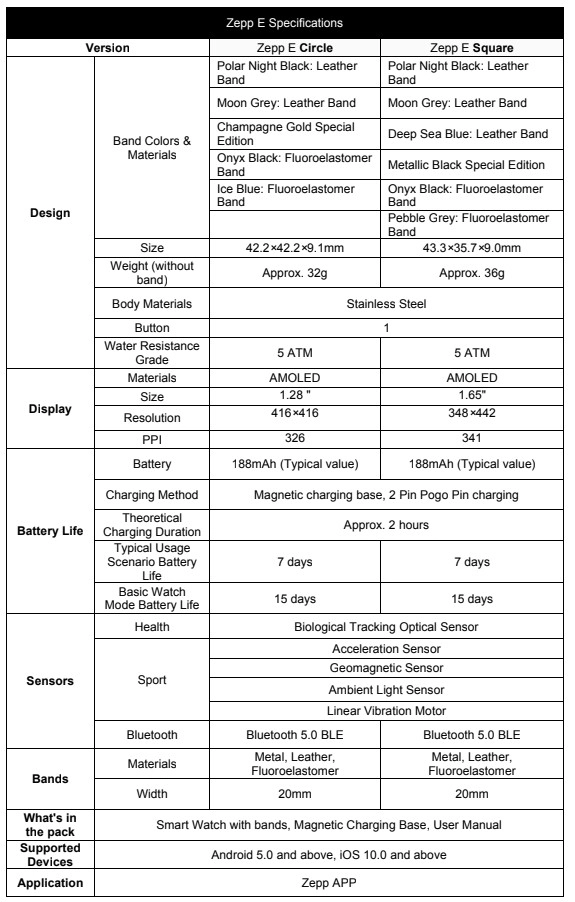 Zepp E Specifications
Version
Zepp E Circle
Zepp E Square
Design
Band Colors &
Materials
Polar Night Black: Leather
Band
Polar Night Black: Leather
Band
Moon Grey: Leather Band
Moon Grey: Leather Band
Champagne Gold Special
Edition
Deep Sea Blue: Leather Band
Onyx Black: Fluoroelastomer
Band
Metallic Black Special Edition
Ice Blue: Fluoroelastomer
Band
Onyx Black: Fluoroelastomer
Band
Pebble Grey: Fluoroelastomer
Band
Size
42.2×42.2×9.1mm
43.3×35.7×9.0mm
Weight (without
band)
Approx. 32g
Approx. 36g
Body Materials
Stainless Steel
Button
1
Water Resistance
Grade
5 ATM
5 ATM
Display
Materials
AMOLED
AMOLED
Size
1.28 "
1.65"
Resolution
416×416
348×442
PPI
326
341
Battery Life
Battery
188mAh (Typical value)
188mAh (Typical value)
Charging Method
Magnetic charging base, 2 Pin Pogo Pin charging
Theoretical
Charging Duration
Approx. 2 hours
Typical Usage
Scenario Battery
Life
7 days
7 days
Basic Watch
Mode Battery Life
15 days
15 days
Sensors
Health
Biological Tracking Optical Sensor
Sport
Acceleration Sensor
Geomagnetic Sensor
Ambient Light Sensor
Linear Vibration Motor
Bluetooth
Bluetooth 5.0 BLE
Bluetooth 5.0 BLE
Bands
Materials
Metal, Leather,
Fluoroelastomer
Metal, Leather,
Fluoroelastomer
Width
20mm
20mm
What's in
the pack
Smart Watch with bands, Magnetic Charging Base, User Manual
Supported
Devices
Android 5.0 and above, iOS 10.0 and above
Application
Zepp APP